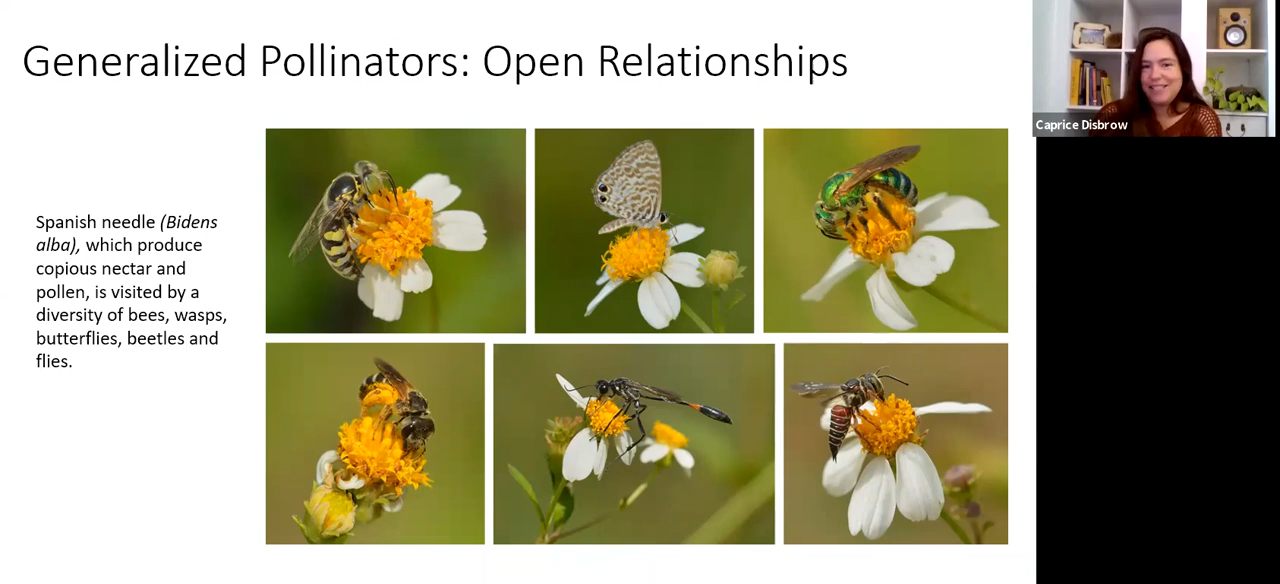 Generalized Pollinators: Open Relationships
Caprice Disbrow
Spanish needle (Bidens
alba), which produce
copious nectar and
pollen, is visited by a
diversity of bees, wasps,
butterflies, beetles and
flies.